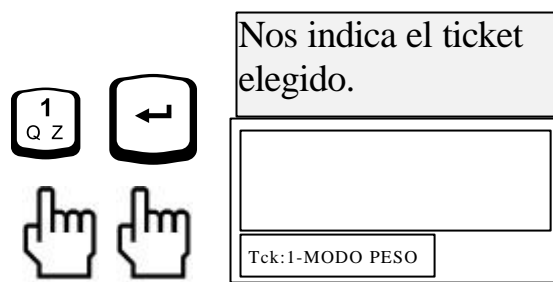 Nos indica el ticket
elegido.
1
Q Z
Tck:1-MODO PESO